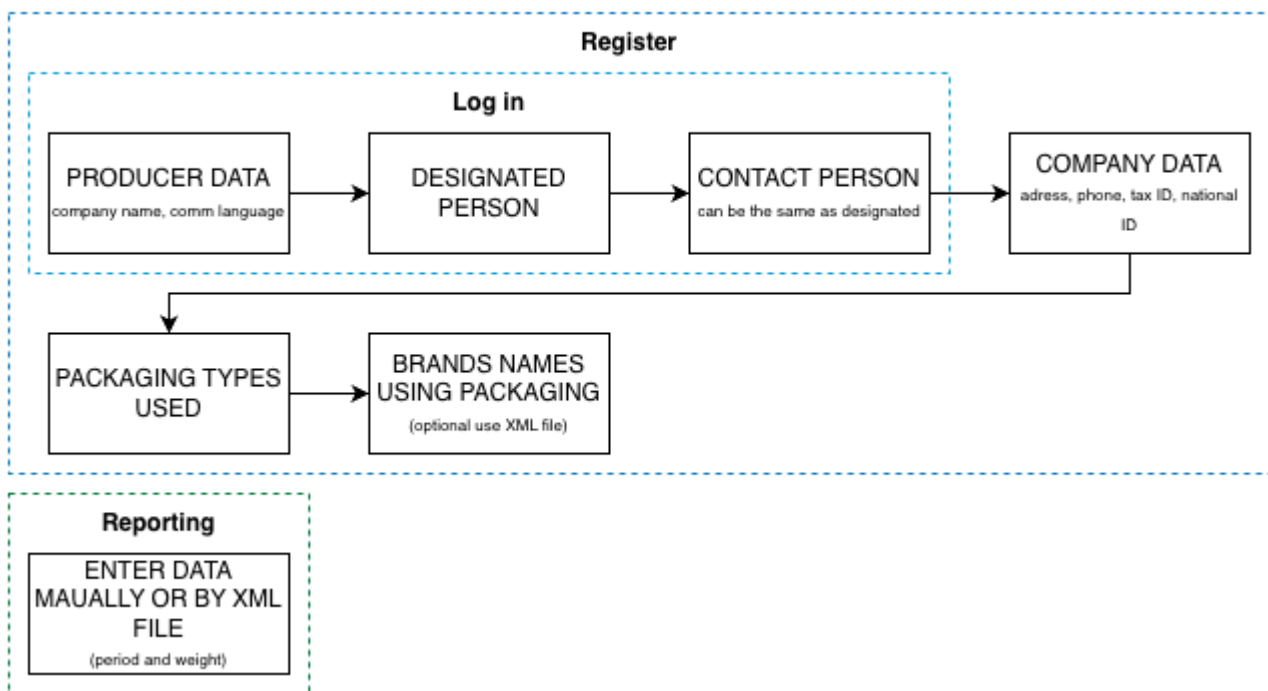 Register
Log in
PRODUCER DATA
company name, comm language
DESIGNATED
PERSON
CONTACT PERSON
can be the same as designated
COMPANY DATA
adress, phone, tax ID, national
ID
PACKAGING TYPES
USED
BRANDS NAMES
USING PACKAGING
(optional use XML file)
Reporting
ENTER DATA
MAUALLY OR BY XML
FILE
(period and weight)